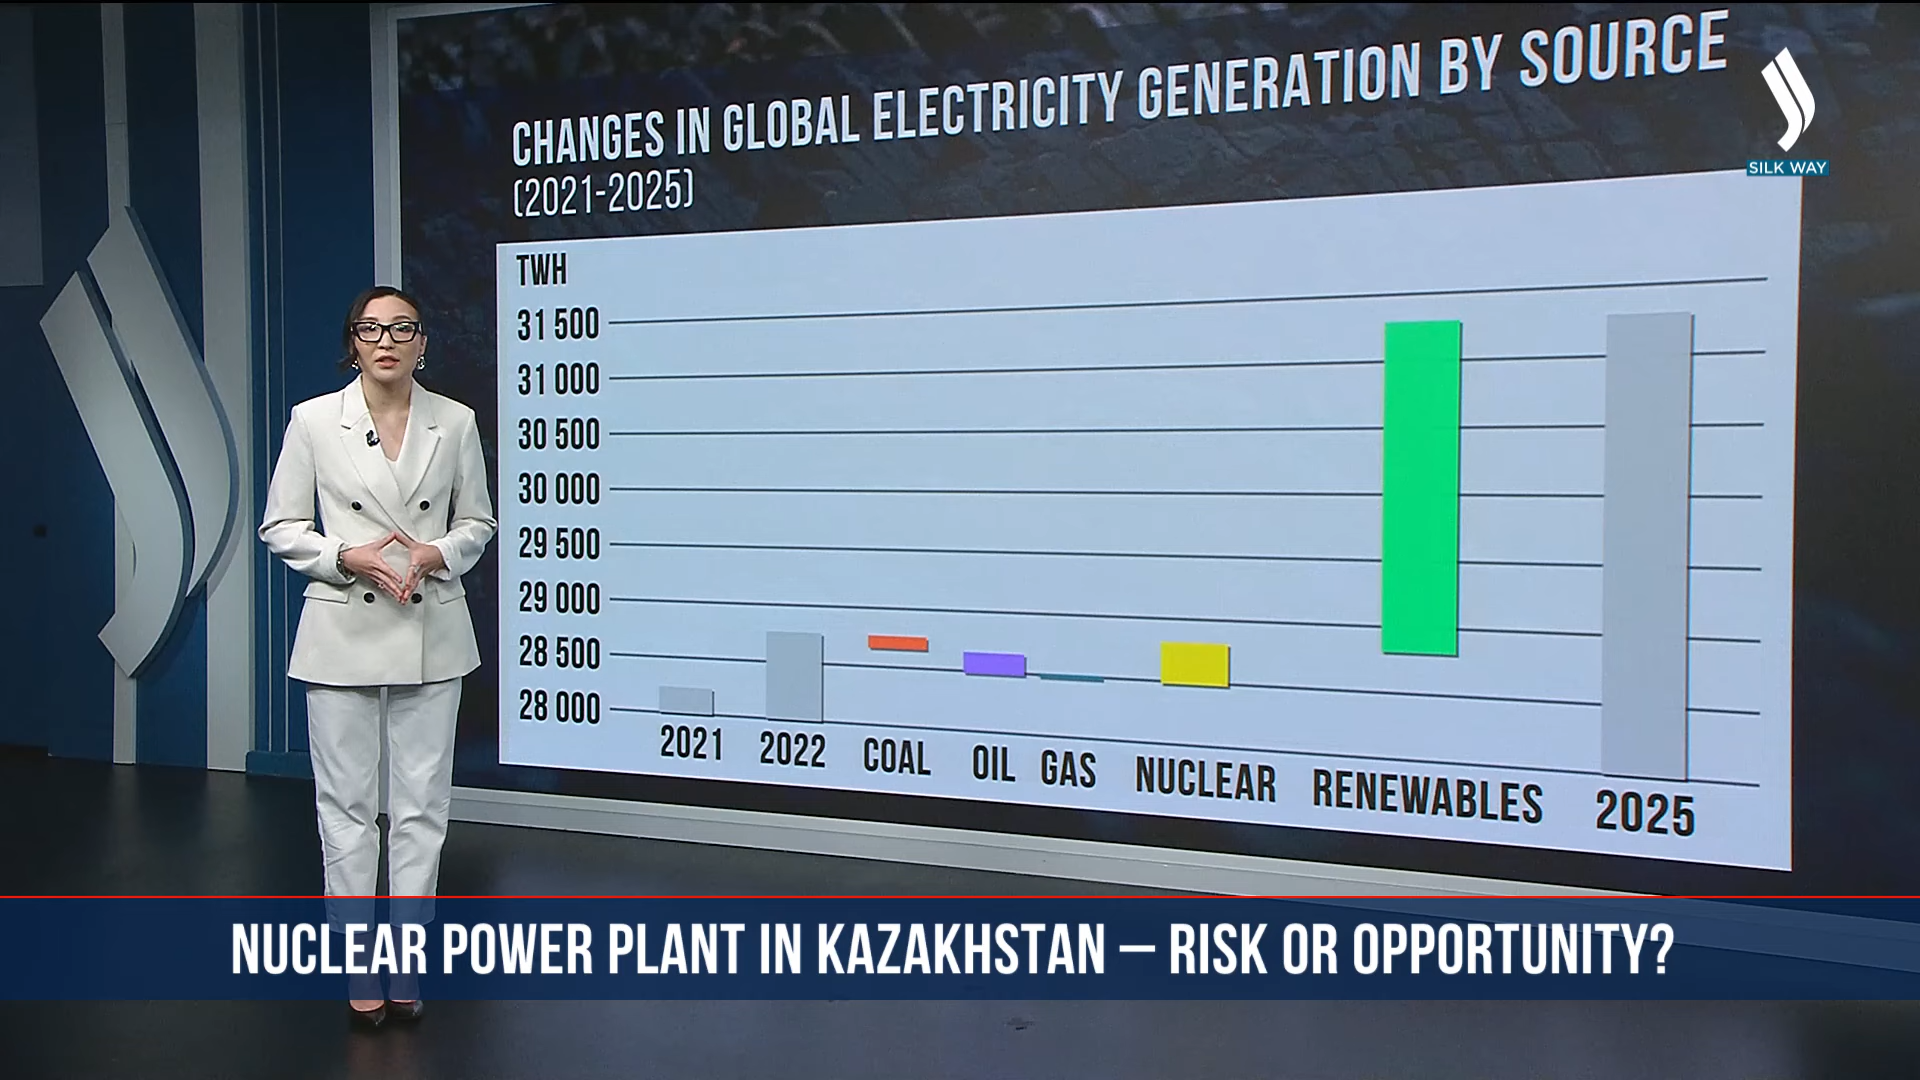 CHANGES IN GLOBAL ELECTRICITY GENERATION BY SOURCE
(2021-2025)
SILK WAY
TWH
31 500
31 000
30 500
30 000
29 500
29 000
28 500
28 000
2021 2022 COAL OIL GAS NUCLEAR RENEWABLES 2025
NUCLEAR POWER PLANT IN KAZAKHSTAN – RISK OR OPPORTUNITY?